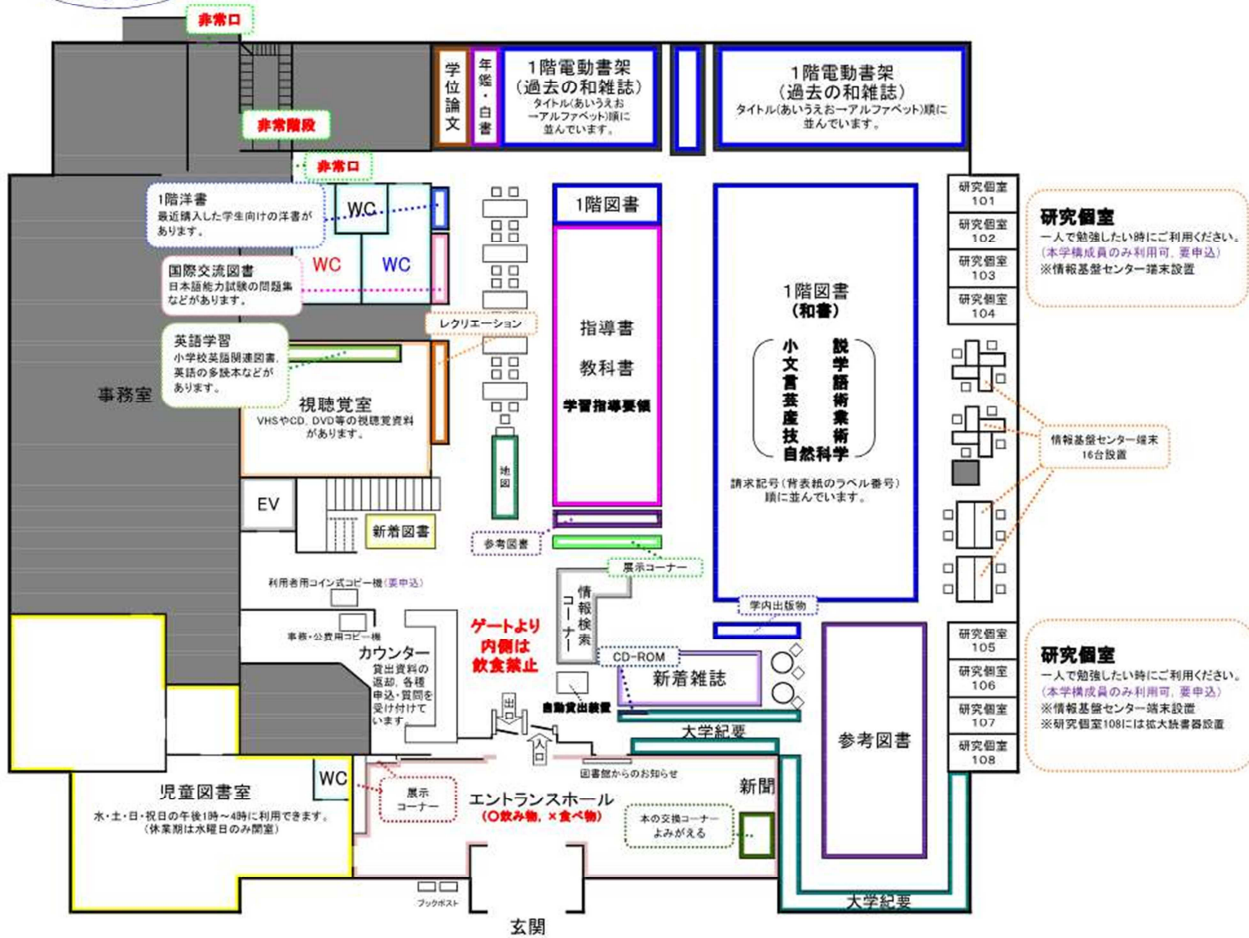 非常口
非常階段
非常口
学位論文
年鑑・白書
1階電動書架
(過去の和雑誌)
タイトル(あいうえお
→アルファベット)順に
並んでいます。
1階電動書架
(過去の和雑誌)
タイトル(あいうえお→アルファベット)順に
並んでいます。
1階洋書
最近購入した学生向けの洋書が
あります。
WC
WC
WC
国際交流図書
日本語能力試験の問題集
などがあります。
英語学習
小学校英語関連図書、
英語の多読本などが
あります。
レクリエーション
事務室
視聴覚室
VHSやCD、DVD等の視聴覚資料
があります。
1階図書
指導書
教科書
学習指導要領
地図
1階図書
(和書)
小説
文学
言語
芸術
産業
技術
自然科学
請求記号(背表紙のラベル番号)
順に並んでいます。
研究個室
101
研究個室
102
研究個室
103
研究個室
104
研究個室
一人で勉強したい時にご利用ください。
(本学構成員のみ利用可、要申込)
※情報基盤センター端末設置
情報基盤センター端末
16台設置
EV
新着図書
参考図書
展示コーナー
利用者用コイン式コピー機(要申込)
事務・公費用コピー機
カウンター
貸出資料の
返却、各種
申込・質問を
受け付けて
います。
ゲートより
内側は
飲食禁止
情報検索
コーナー
自動貸出装置
出口
入口
学内出版物
CD-ROM
新着雑誌
大学紀要
参考図書
研究個室
105
研究個室
106
研究個室
107
研究個室
108
研究個室
一人で勉強したい時にご利用ください。
(本学構成員のみ利用可、要申込)
※情報基盤センター端末設置
※研究個室108には拡大読書器設置
児童図書室
水・土・日・祝日の午後1時～4時に利用できます。
(休業期は水曜日のみ開室)
WC
展示
コーナー
エントランスホール
(○飲み物、×食べ物)
図書館からのお知らせ
新聞
本の交換コーナー
よみがえる
大学紀要
ブックポスト
玄関